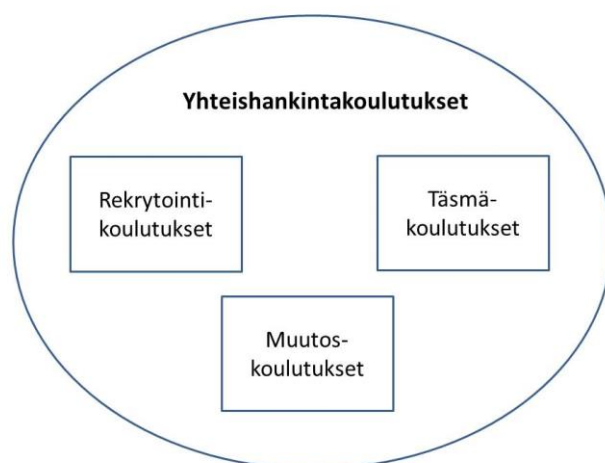 Yhteishankintakoulutukset
Rekrytointi-
koulutukset
Täsmä-
koulutukset
Muutos-
koulutukset